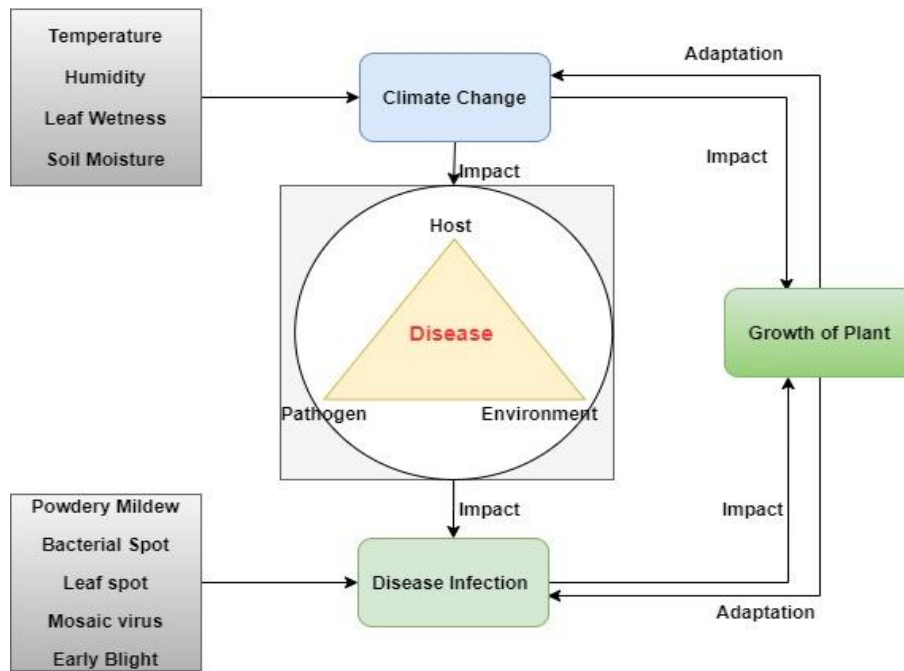 Temperature
Humidity
Leaf Wetness
Soil Moisture
Climate Change
Adaptation
Impact
Impact
Host
Disease
Pathogen
Environment
Growth of Plant
Impact
Impact
Powdery Mildew
Bacterial Spot
Leaf spot
Mosaic virus
Early Blight
Disease Infection
Adaptation